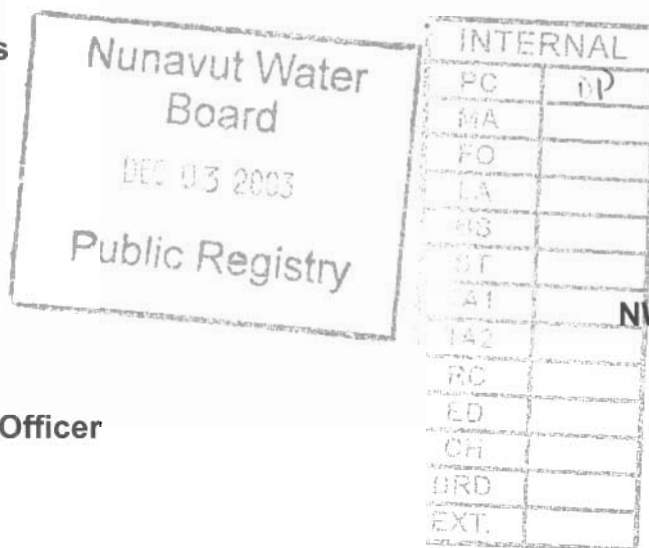 s
Nunavut Water
Board
DEC 03 2003
Public Registry
INTERNAL
PC DP
MA
FO
LA
BS
ST
TA1
TA2
RC
ED
CH
BRD
EXT.
NW
Officer